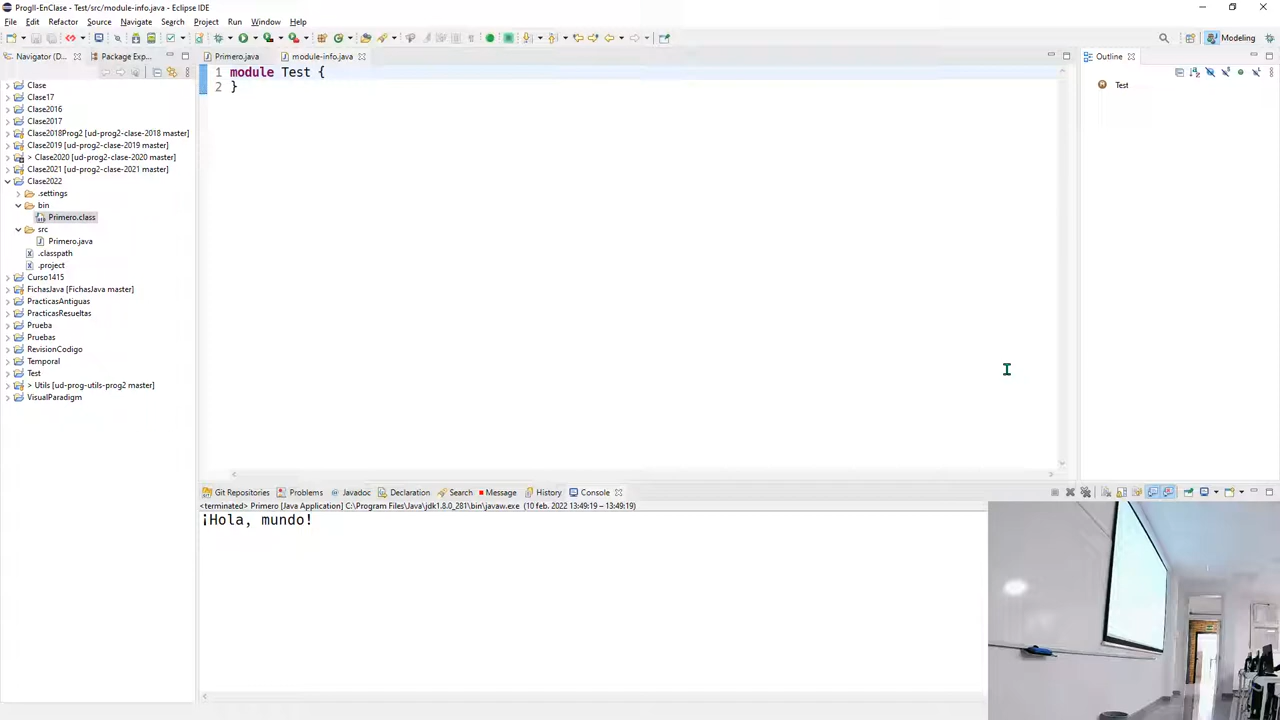 ProgII-EnClase - Test/src/module-info.java - Eclipse IDE
File Edit Refactor Source Navigate Search Project Run Window Help
Modeling
Navigator (D...
Package Exp...
Primero.java
module-info.java
Outline
1 module Test {
2 }
Test
Clase
Clase17
Clase2016
Clase2017
Clase2018Prog2 [ud-prog2-clase-2018 master]
Clase2019 [ud-prog2-clase-2019 master]
> Clase2020 [ud-prog2-clase-2020 master]
Clase2021 [ud-prog2-clase-2021 master]
Clase2022
.settings
bin
Primero.class
src
Primero.java
.classpath
.project
Curso1415
FichasJava [FichasJava master]
PracticasAntiguas
PracticasResueltas
Prueba
Pruebas
RevisionCodigo
Temporal
Test
> Utils [ud-prog-utils-prog2 master]
VisualParadigm
Git Repositories Problems Javadoc Declaration Search Message History Console
<terminated> Primero [Java Application] C:\Program Files\Java\jdk1.8.0_281\bin\javaw.exe (10 feb. 2022 13:49:19 – 13:49:19)
¡Hola, mundo!